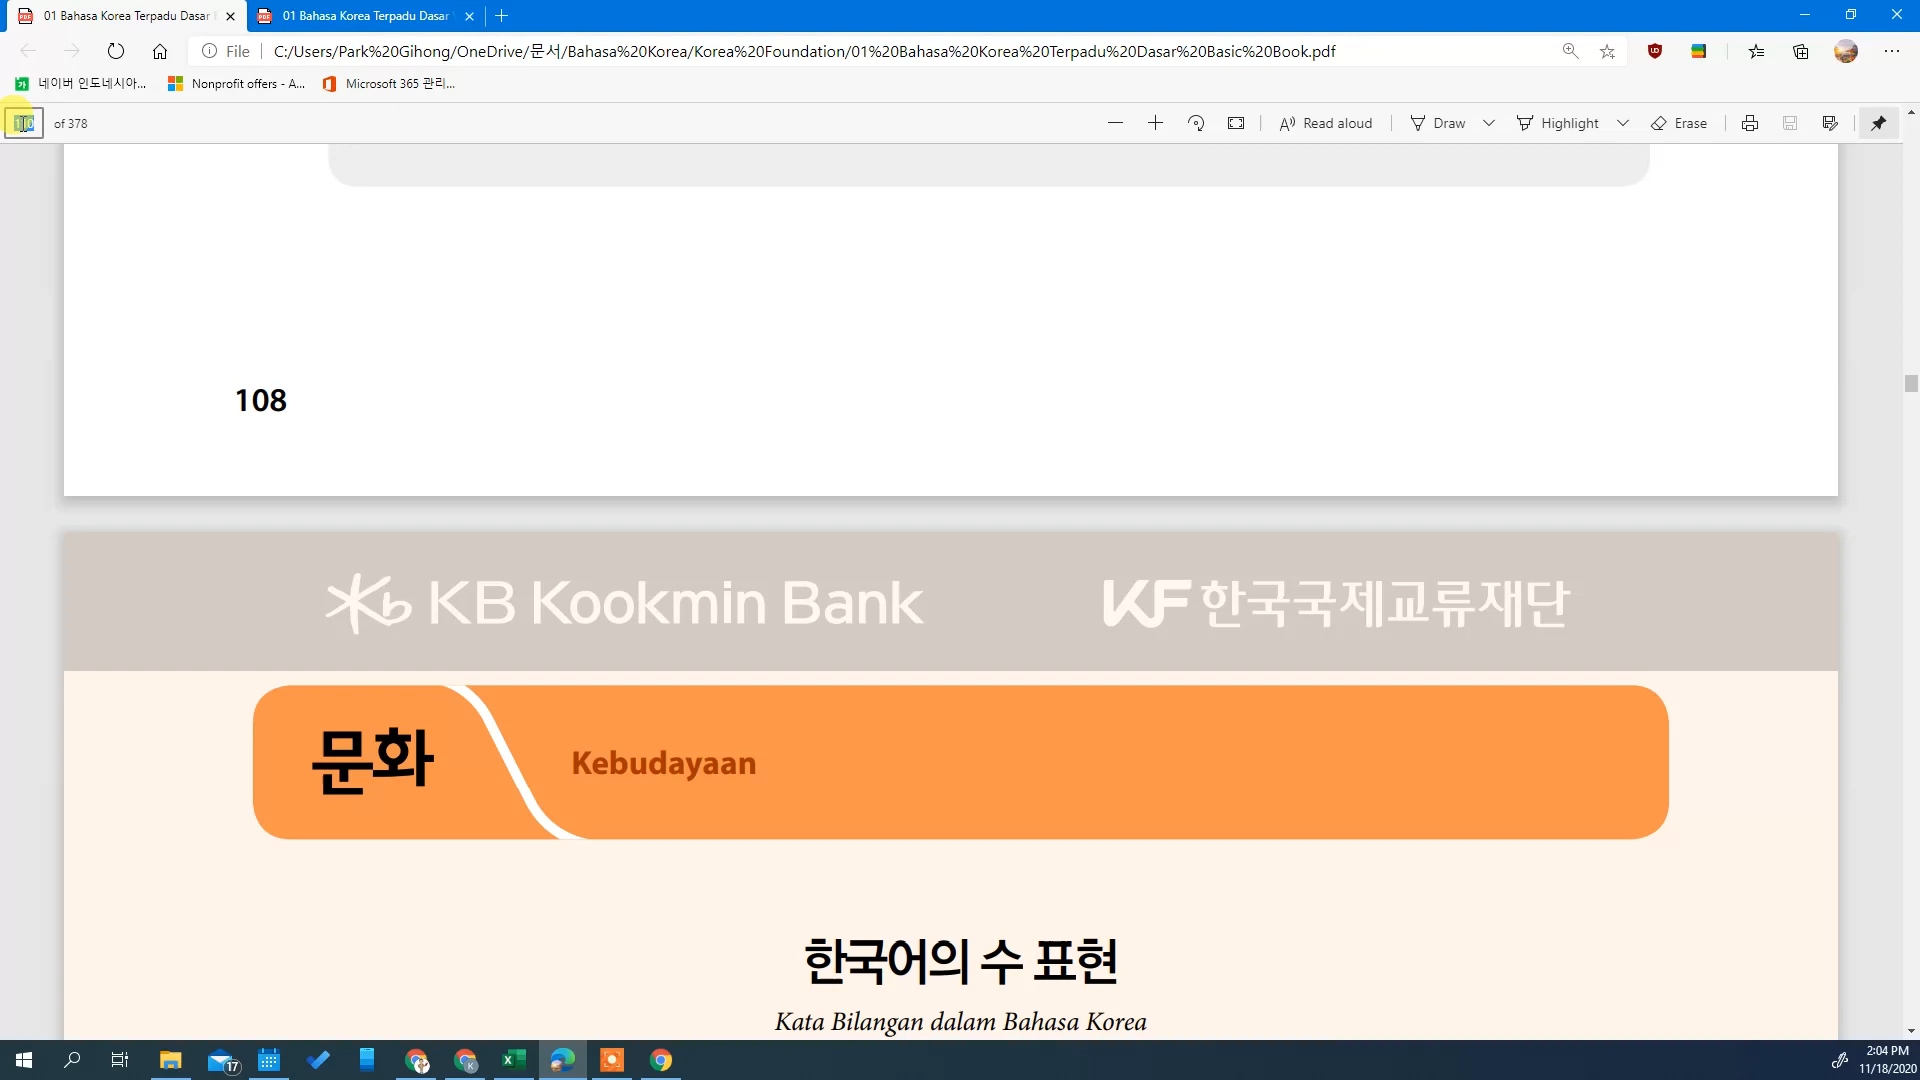 01 Bahasa Korea Terpadu Dasar
01 Bahasa Korea Terpadu Dasar
File
C:/Users/Park%20Gihong/OneDrive/문서/Bahasa%20Korea/Korea%20Foundation/01%20Bahasa%20Korea%20Terpadu%20Dasar%20Basic%20Book.pdf
네이버 인도네시아...
Nonprofit offers - A...
Microsoft 365 관리...
of 378
Read aloud
Draw
Highlight
Erase
108
KB Kookmin Bank
KF 한국국제교류재단
문화
Kebudayaan
한국어의 수 표현
Kata Bilangan dalam Bahasa Korea
17
2:04 PM
11/18/2020